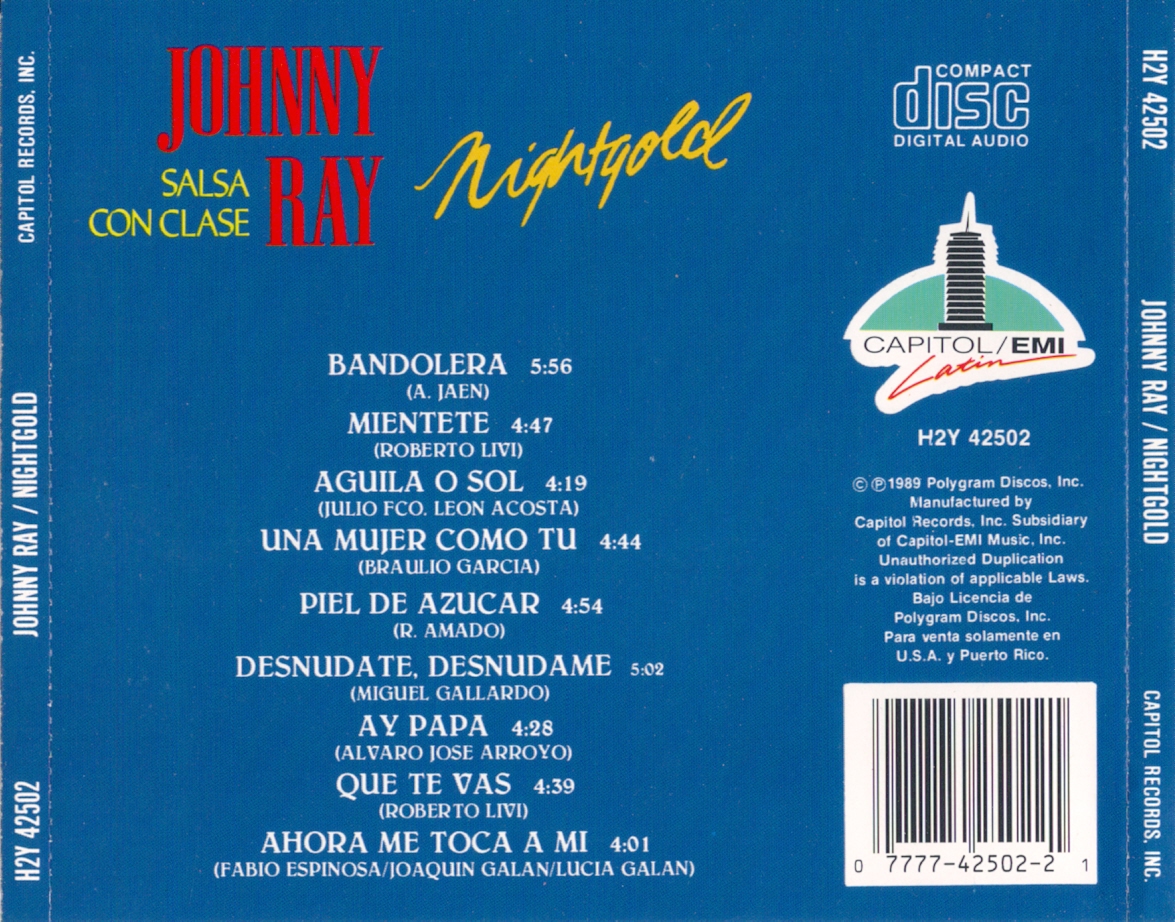 CAPITOL RECORDS, INC.
JOHNNY RAY / NIGHTGOLD
H2Y 42502
JOHNNY
RAY
SALSA
CON CLASE
Nightgold
BANDOLERA 5:56
(A. JAEN)
MIENTETE 4:47
(ROBERTO LIVI)
AGUILA O SOL 4:19
(JULIO FCO. LEON ACOSTA)
UNA MUJER COMO TU 4:44
(BRAULIO GARCIA)
PIEL DE AZUCAR 4:54
(R. AMADO)
DESNUDATE, DESNUDAME 5:02
(MIGUEL GALLARDO)
AY PAPA 4:28
(ALVARO JOSE ARROYO)
QUE TE VAS 4:39
(ROBERTO LIVI)
AHORA ME TOCA A MI 4:01
(FABIO ESPINOSA/JOAQUIN GALAN/LUCIA GALAN)
COMPACT
disc
DIGITAL AUDIO
CAPITOL/EMI
Latin
H2Y 42502
© ℗ 1989 Polygram Discos, Inc.
Manufactured by
Capitol Records, Inc. Subsidiary
of Capitol-EMI Music, Inc.
Unauthorized Duplication
is a violation of applicable Laws.
Bajo Licencia de
Polygram Discos, Inc.
Para venta solamente en
U.S.A. y Puerto Rico.
0 7777-42502-2 1
H2Y 42502
JOHNNY RAY / NIGHTGOLD
CAPITOL RECORDS, INC.